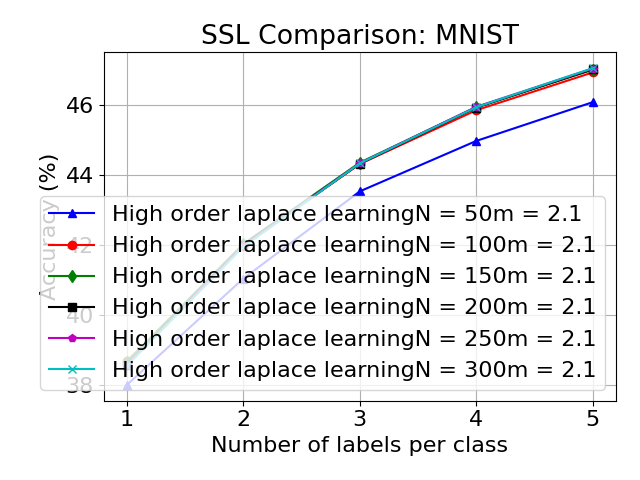 SSL Comparison: MNIST
46
44
42
40
38
Accuracy (%)
High order laplace learningN = 50m = 2.1
High order laplace learningN = 100m = 2.1
High order laplace learningN = 150m = 2.1
High order laplace learningN = 200m = 2.1
High order laplace learningN = 250m = 2.1
High order laplace learningN = 300m = 2.1
1 2 3 4 5
Number of labels per class